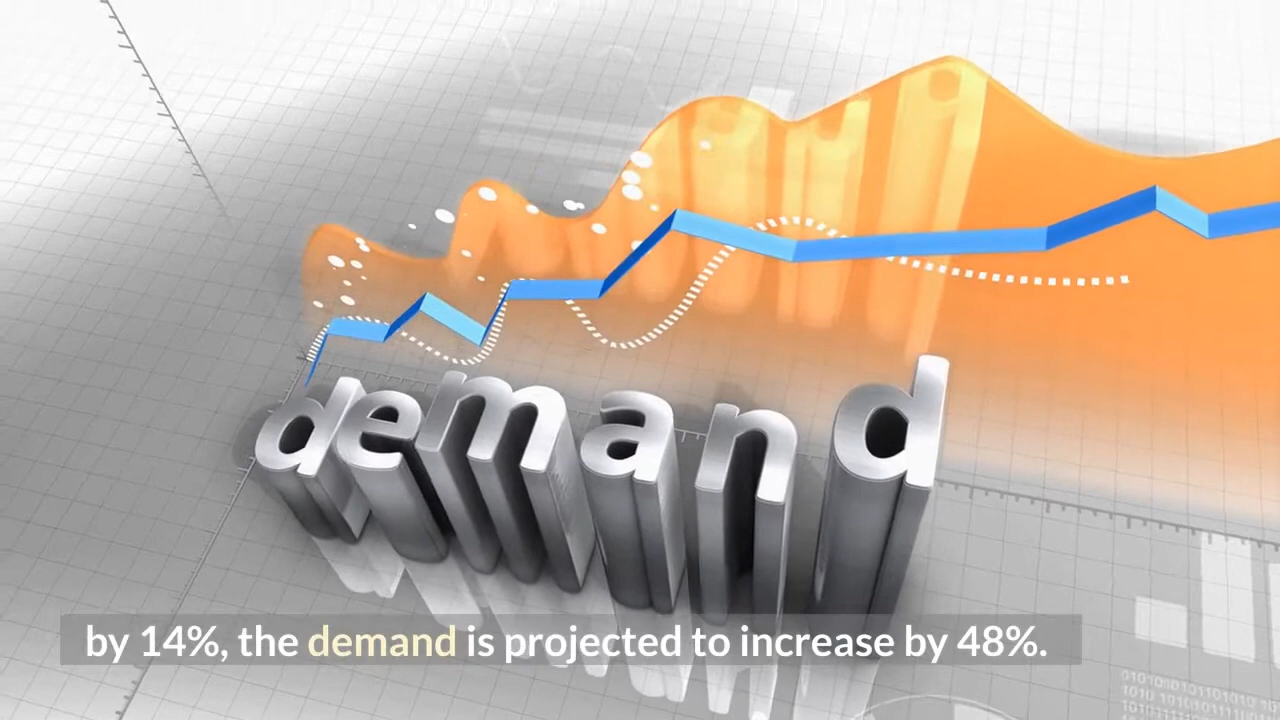 demand
by 14%, the demand is projected to increase by 48%.